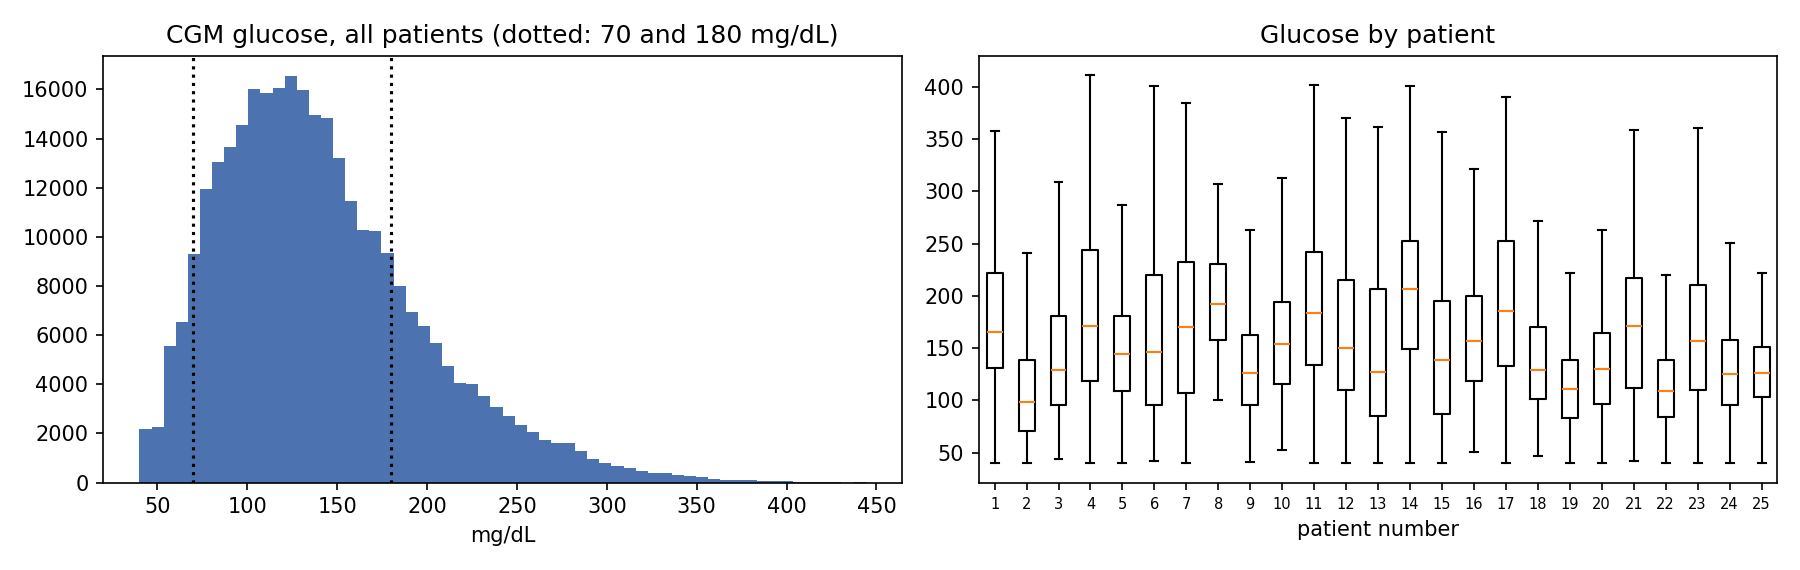 CGM glucose, all patients (dotted: 70 and 180 mg/dL)
16000
14000
12000
10000
8000
6000
4000
2000
0
50 100 150 200 250 300 350 400 450
mg/dL
Glucose by patient
400
350
300
250
200
150
100
50
1 2 3 4 5 6 7 8 9 10 11 12 13 14 15 16 17 18 19 20 21 22 23 24 25
patient number